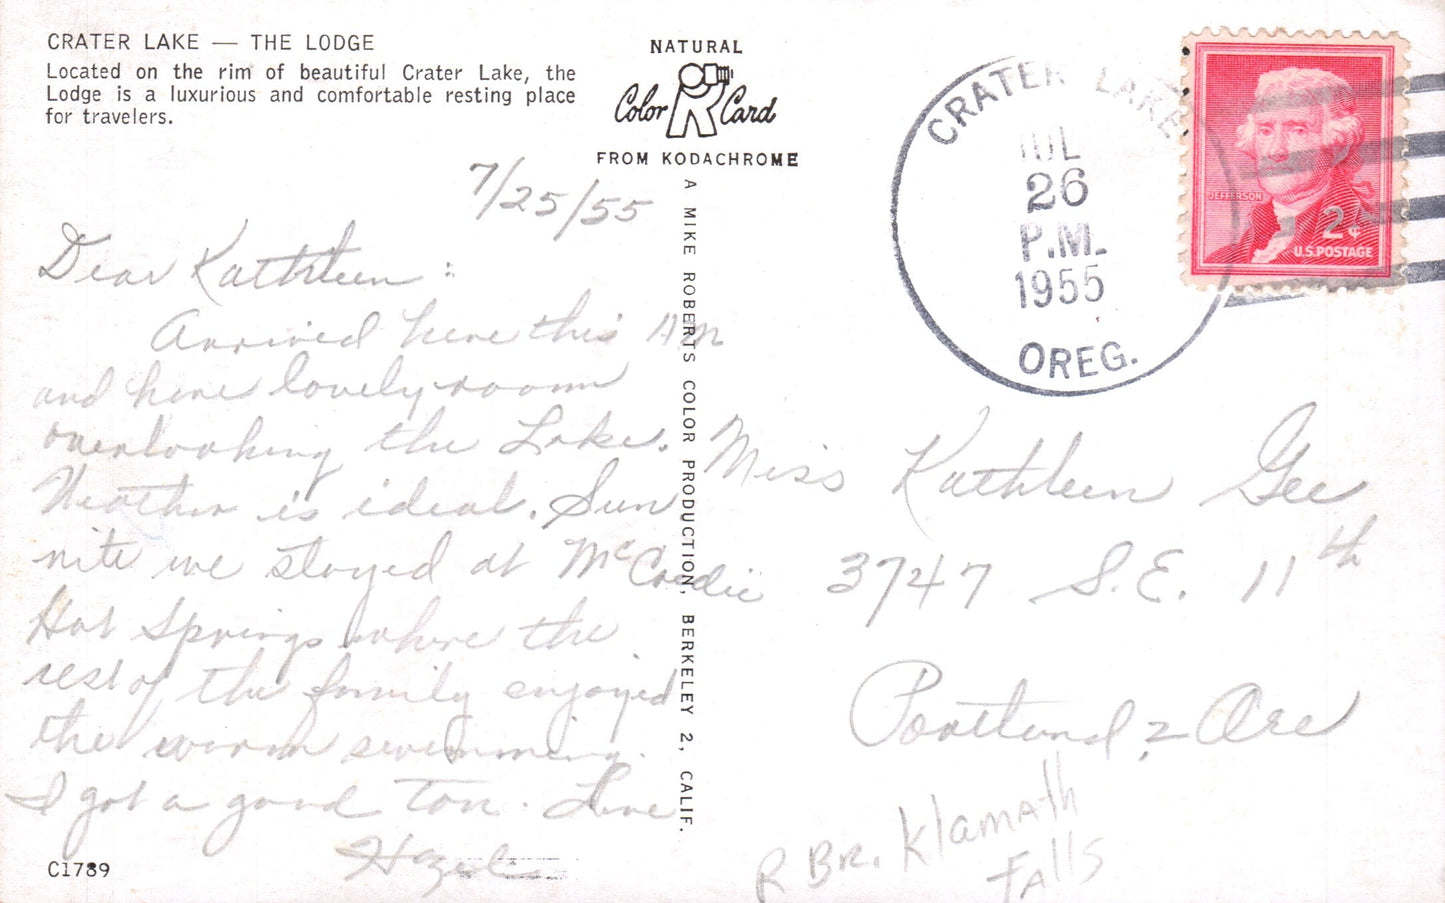 CRATER LAKE — THE LODGE
Located on the rim of beautiful Crater Lake, the
Lodge is a luxurious and comfortable resting place
for travelers.
NATURAL
Color Card
FROM KODACHROME
A MIKE ROBERTS COLOR PRODUCTION, BERKELEY 2, CALIF.
CRATER LAKE
JUL
26
P.M.
1955
OREG.
JEFFERSON
2¢
U.S. POSTAGE
7/25/55
Dear Kathleen :
Arrived here this AM
and have lovely room
overlooking the Lake.
Weather is ideal. Sun
nite we stayed at McCredie
Hot Springs where the
rest of the family enjoyed
the warm swimming.
I got a good tan. Love
Hazel
Miss Kathleen Gee
3747 S.E. 11th
Portland, 2 Ore
R BR. Klamath
Falls
C1789